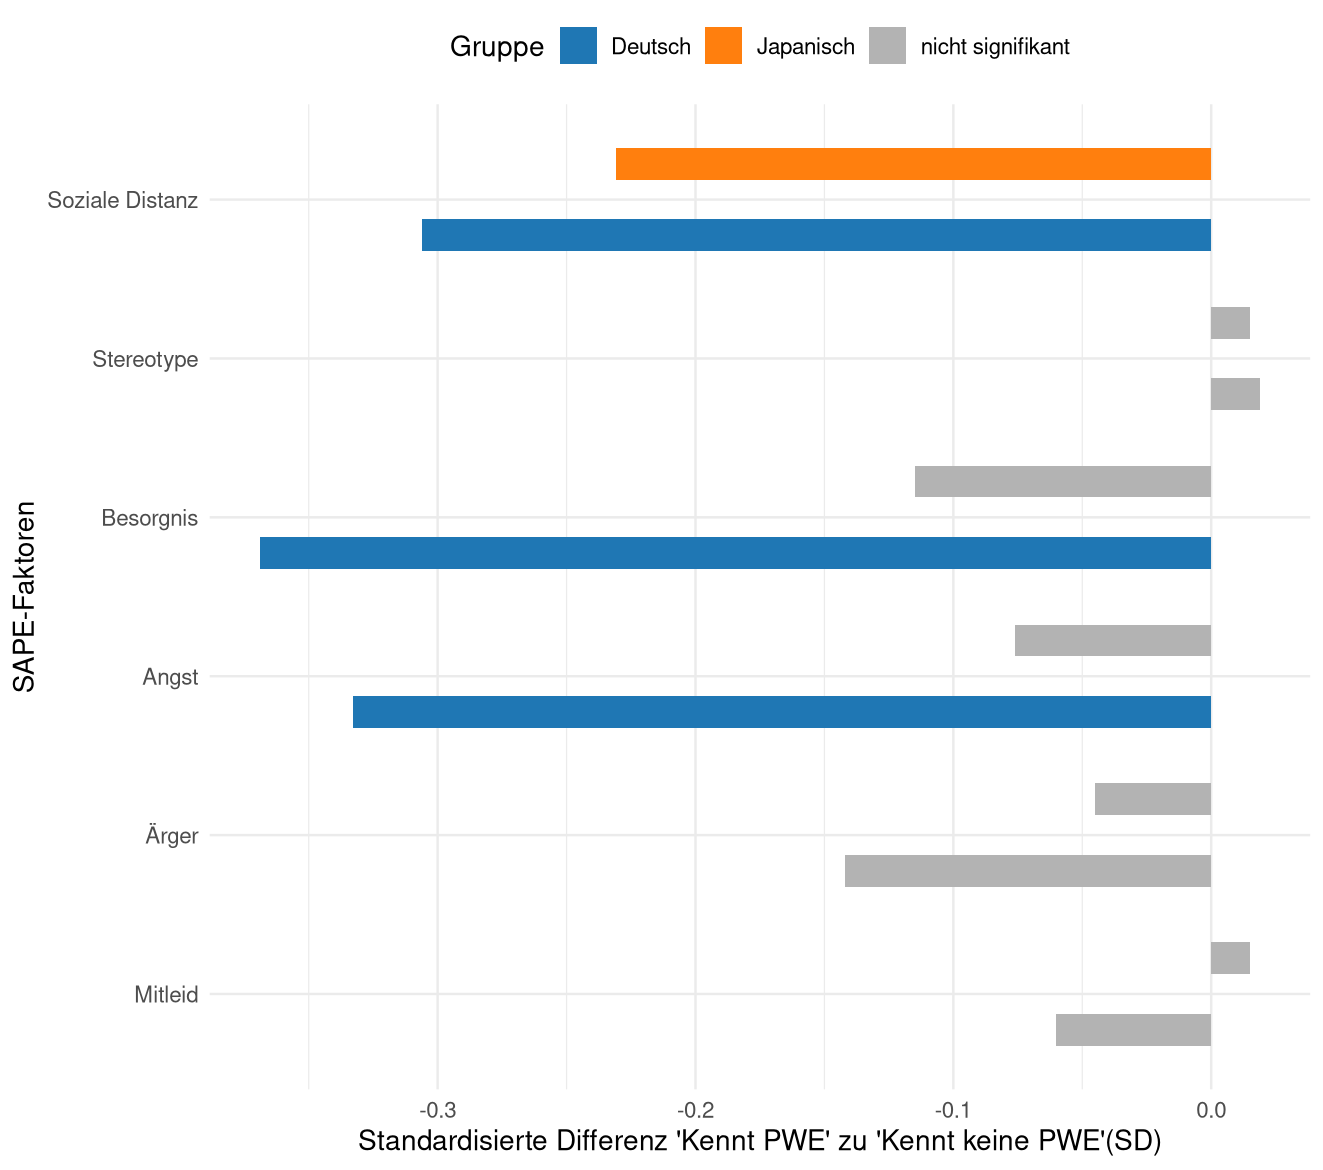 Gruppe Deutsch Japanisch nicht signifikant
Soziale Distanz
Stereotype
Besorgnis
Angst
Ärger
Mitleid
SAPE-Faktoren
-0.3 -0.2 -0.1 0.0
Standardisierte Differenz 'Kennt PWE' zu 'Kennt keine PWE'(SD)